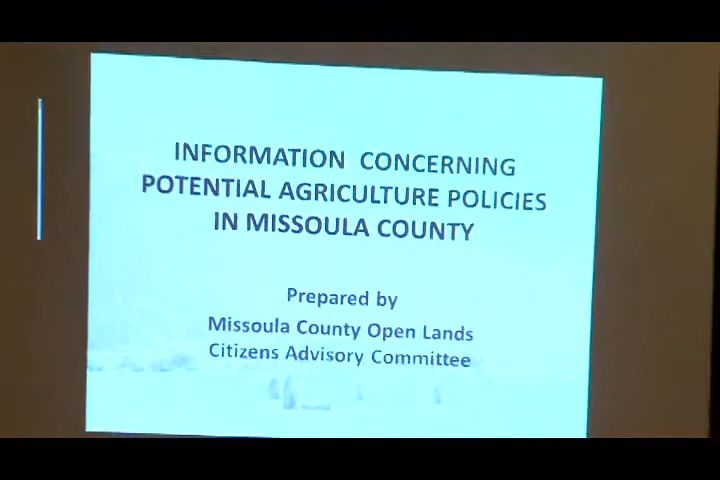 INFORMATION CONCERNING
POTENTIAL AGRICULTURE POLICIES
IN MISSOULA COUNTY
Prepared by
Missoula County Open Lands
Citizens Advisory Committee